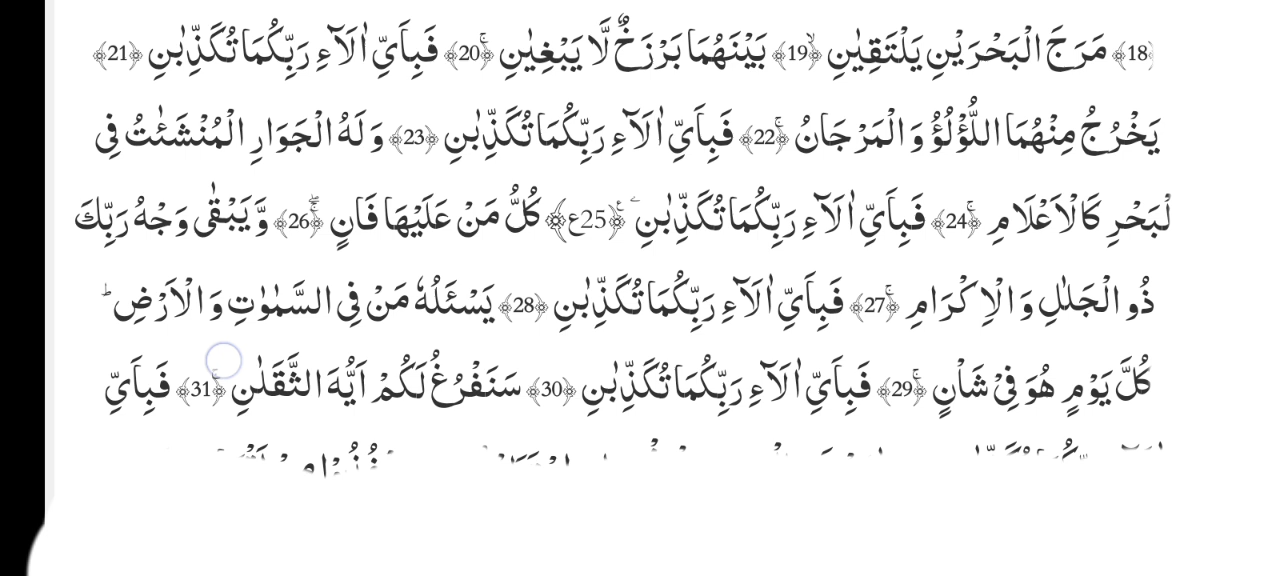 ﴿18﴾ مَرَجَ الْبَحْرَيْنِ يَلْتَقِيٰنِ ﴿19﴾ بَيْنَهُمَا بَرْزَخٌ لَّا يَبْغِيٰنِ ﴿20﴾ فَبِاَيِّ اٰلَآءِ رَبِّكُمَا تُكَذِّبٰنِ ﴿21﴾
يَخْرُجُ مِنْهُمَا اللُّؤْلُؤُ وَ الْمَرْجَانُ ﴿22﴾ فَبِاَيِّ اٰلَآءِ رَبِّكُمَا تُكَذِّبٰنِ ﴿23﴾ وَ لَهُ الْجَوَارِ الْمُنْشَئٰتُ فِى
لْبَحْرِ كَالْاَعْلَامِ ﴿24﴾ فَبِاَيِّ اٰلَآءِ رَبِّكُمَا تُكَذِّبٰنِ ﴿25ع﴾ كُلُّ مَنْ عَلَيْهَا فَانٍ ﴿26﴾ وَّ يَبْقٰى وَجْهُ رَبِّكَ
ذُو الْجَلٰلِ وَ الْاِكْرَامِ ﴿27﴾ فَبِاَيِّ اٰلَآءِ رَبِّكُمَا تُكَذِّبٰنِ ﴿28﴾ يَسْئَلُهٗ مَنْ فِى السَّمٰوٰتِ وَ الْاَرْضِ ؕ
كُلَّ يَوْمٍ هُوَ فِىْ شَاْنٍ ﴿29﴾ فَبِاَيِّ اٰلَآءِ رَبِّكُمَا تُكَذِّبٰنِ ﴿30﴾ سَنَفْرُغُ لَكُمْ اَيُّهَ الثَّقَلٰنِ ﴿31﴾ فَبِاَيِّ